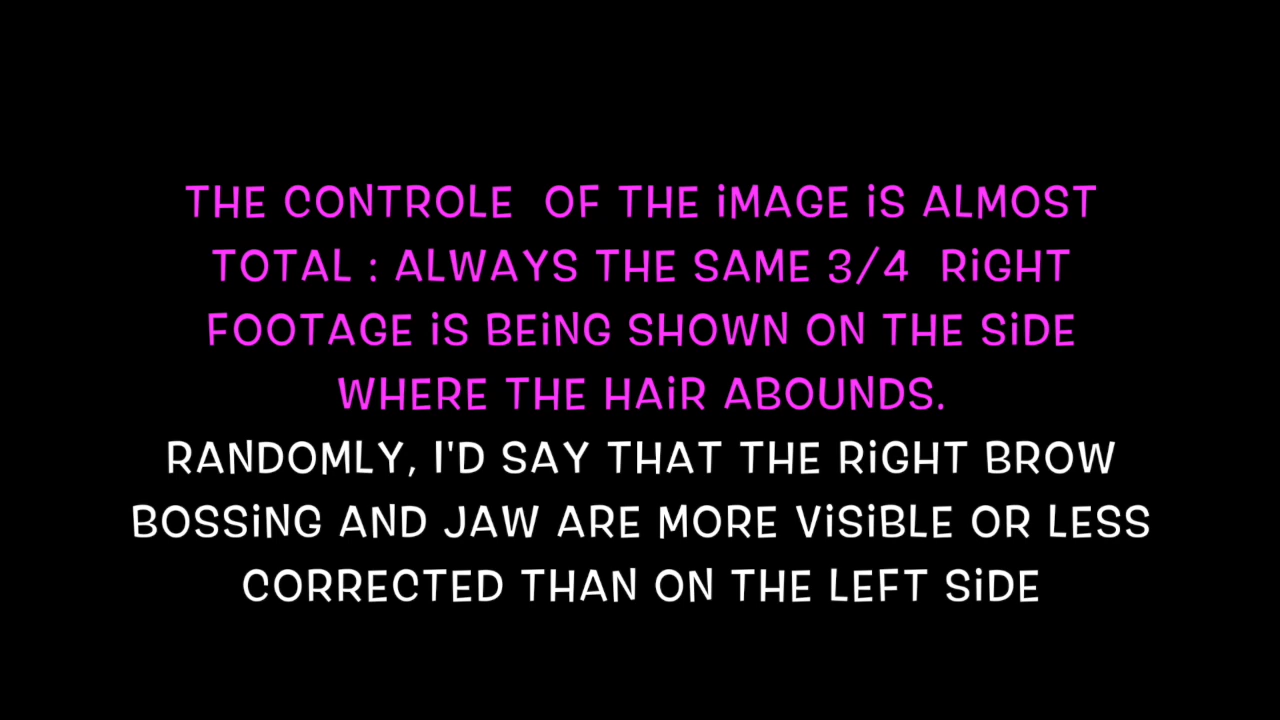 THE CONTROLE OF THE iMAGE iS ALMOST
TOTAL : ALWAYS THE SAME 3/4 RiGHT
FOOTAGE iS BEiNG SHOWN ON THE SiDE
WHERE THE HAiR ABOUNDS.
RANDOMLY, I'D SAY THAT THE RiGHT BROW
BOSSiNG AND JAW ARE MORE ViSiBLE OR LESS
CORRECTED THAN ON THE LEFT SiDE